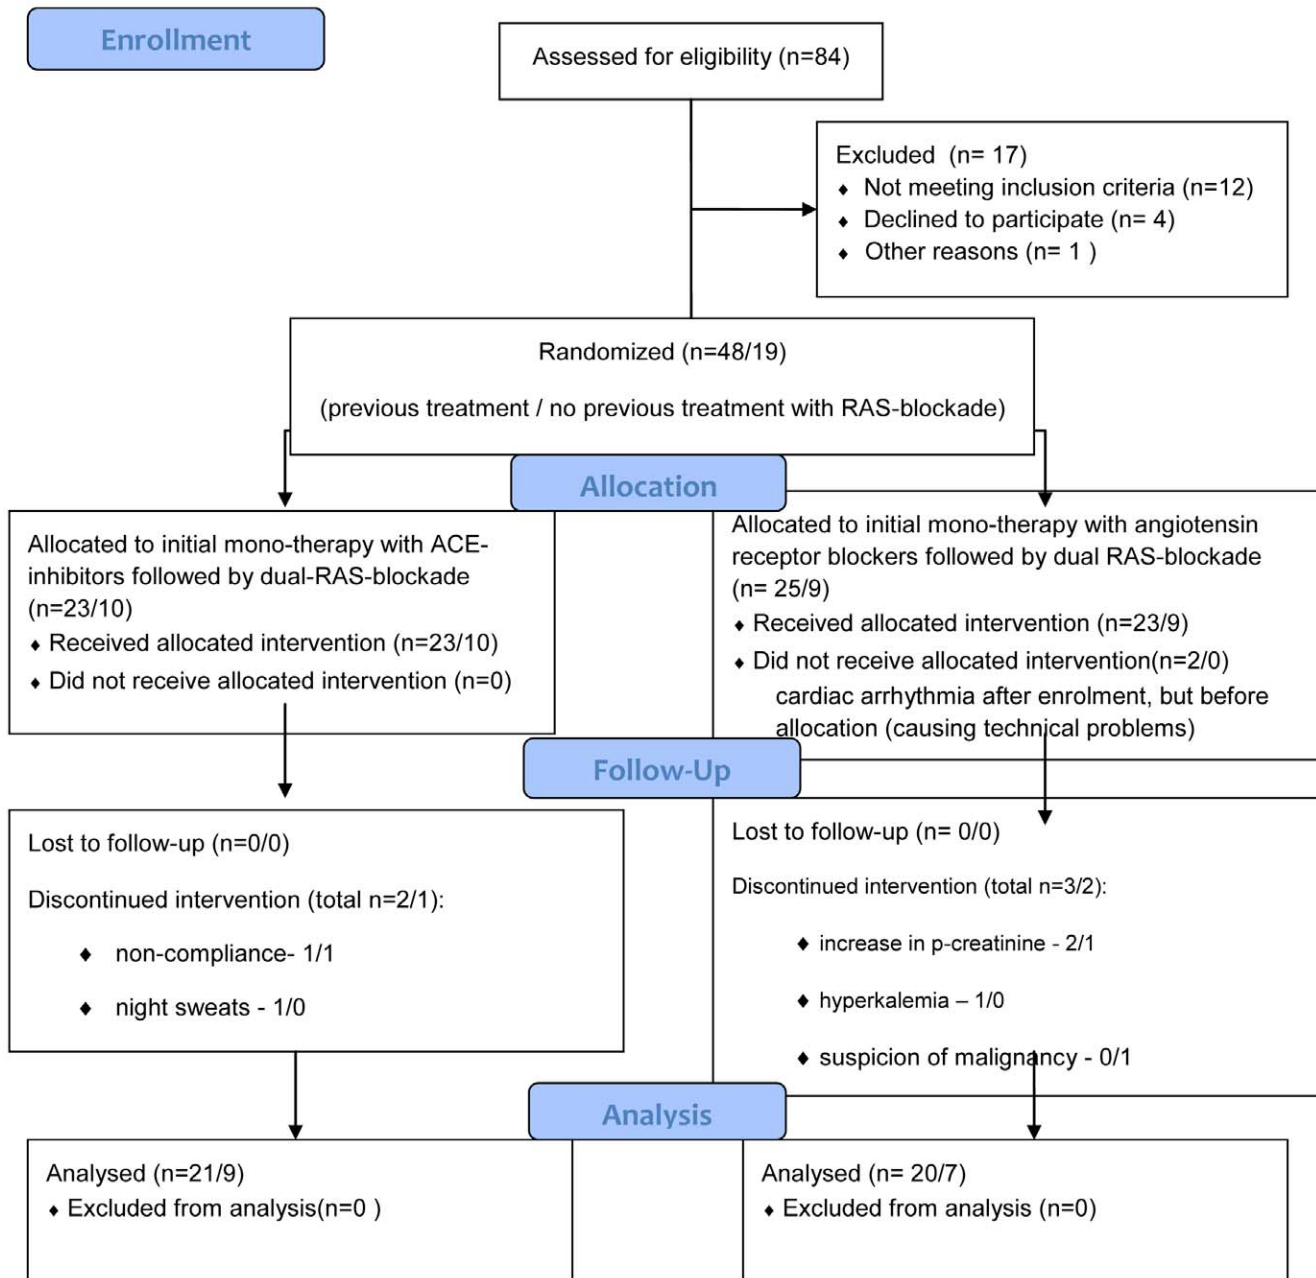 Enrollment
Assessed for eligibility (n=84)
Excluded (n= 17)
♦ Not meeting inclusion criteria (n=12)
♦ Declined to participate (n= 4)
♦ Other reasons (n= 1 )
Randomized (n=48/19)
(previous treatment / no previous treatment with RAS-blockade)
Allocation
Allocated to initial mono-therapy with ACE-
inhibitors followed by dual-RAS-blockade
(n=23/10)
♦ Received allocated intervention (n=23/10)
♦ Did not receive allocated intervention (n=0)
Allocated to initial mono-therapy with angiotensin
receptor blockers followed by dual RAS-blockade
(n= 25/9)
♦ Received allocated intervention (n=23/9)
♦ Did not receive allocated intervention(n=2/0)
cardiac arrhythmia after enrolment, but before
allocation (causing technical problems)
Follow-Up
Lost to follow-up (n=0/0)
Discontinued intervention (total n=2/1):
♦ non-compliance- 1/1
♦ night sweats - 1/0
Lost to follow-up (n= 0/0)
Discontinued intervention (total n=3/2):
♦ increase in p-creatinine - 2/1
♦ hyperkalemia – 1/0
♦ suspicion of malignancy - 0/1
Analysis
Analysed (n=21/9)
♦ Excluded from analysis(n=0 )
Analysed (n= 20/7)
♦ Excluded from analysis (n=0)